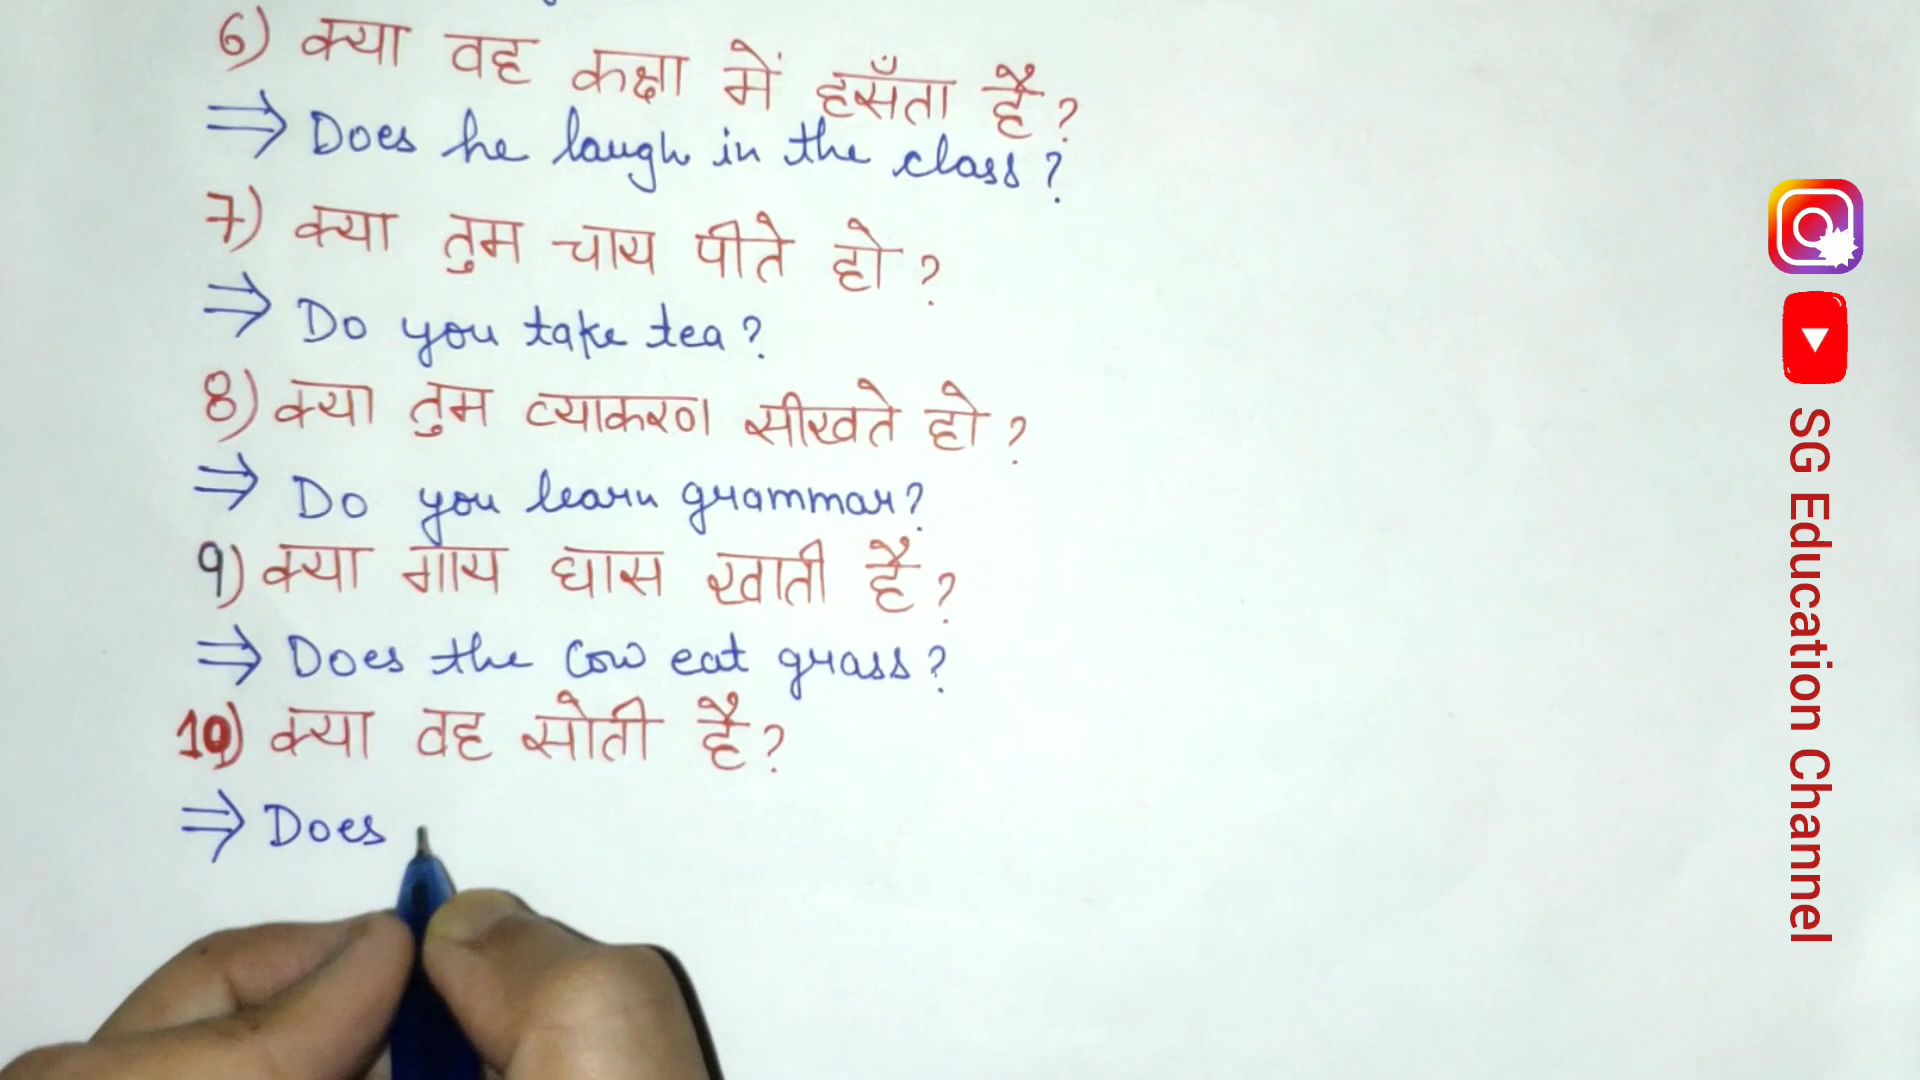 6) क्या वह कक्षा में हसँता है?
⇒ Does he laugh in the class?
7) क्या तुम चाय पीते हो?
⇒ Do you take tea?
8) क्या तुम व्याकरण सीखते हो?
⇒ Do you learn grammar?
9) क्या गाय घास खाती है?
⇒ Does the cow eat grass?
10) क्या वह सोती है?
⇒ Does
SG Education Channel